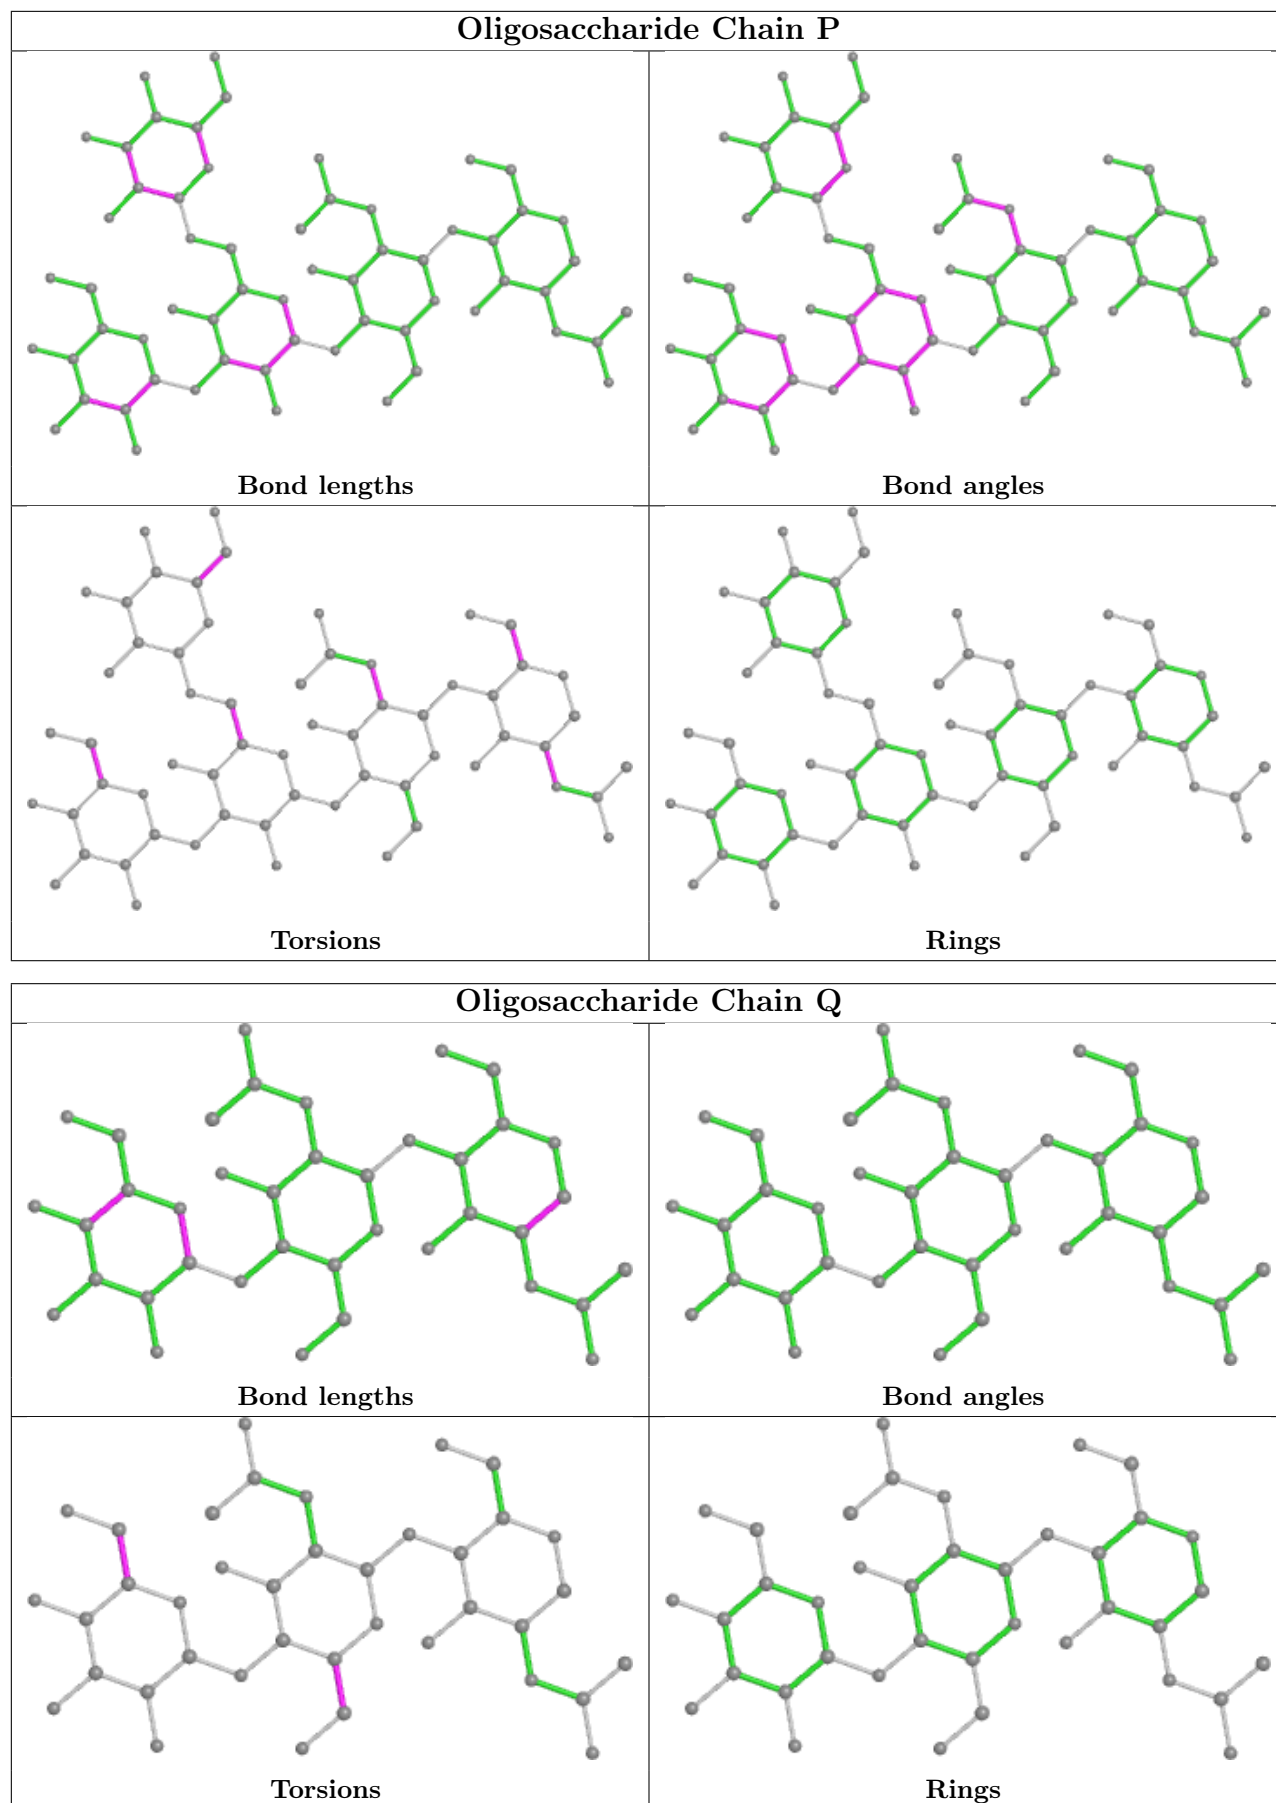 Oligosaccharide Chain P
Bond lengths
Bond angles
Torsions
Rings
Oligosaccharide Chain Q
Bond lengths
Bond angles
Torsions
Rings